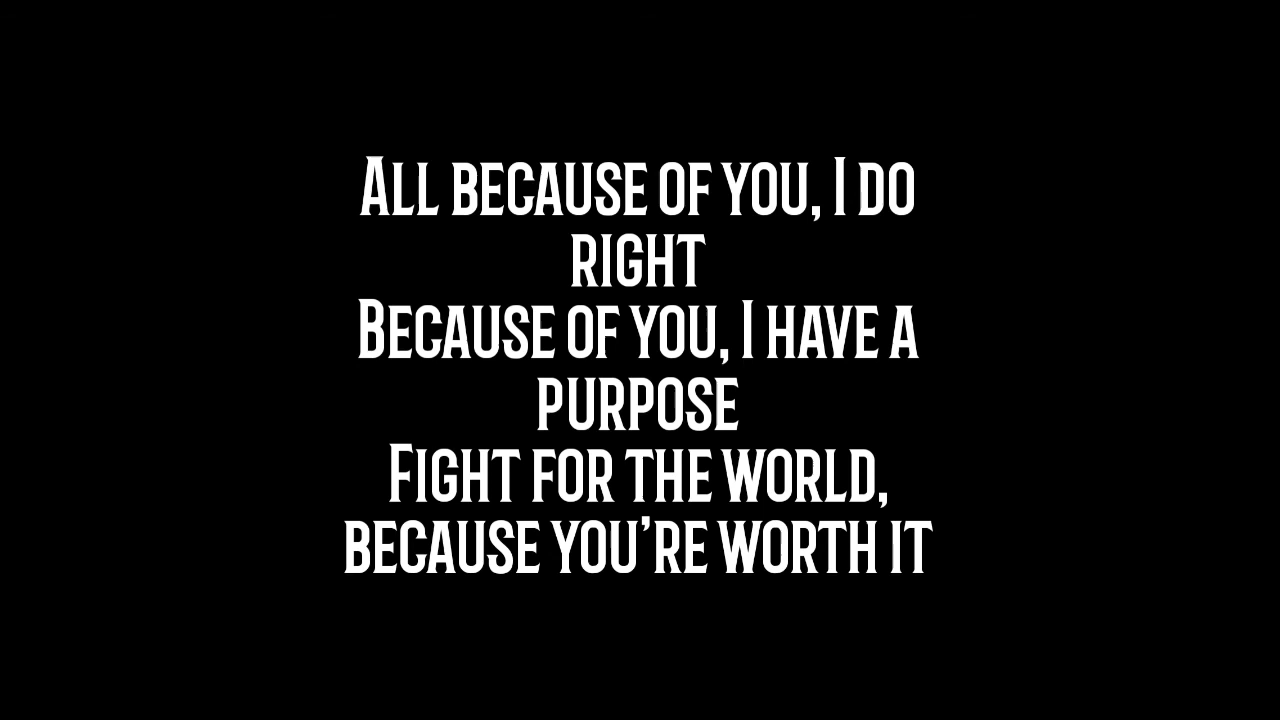 All because of you, I do
right
Because of you, I have a
purpose
Fight for the world,
because you're worth it